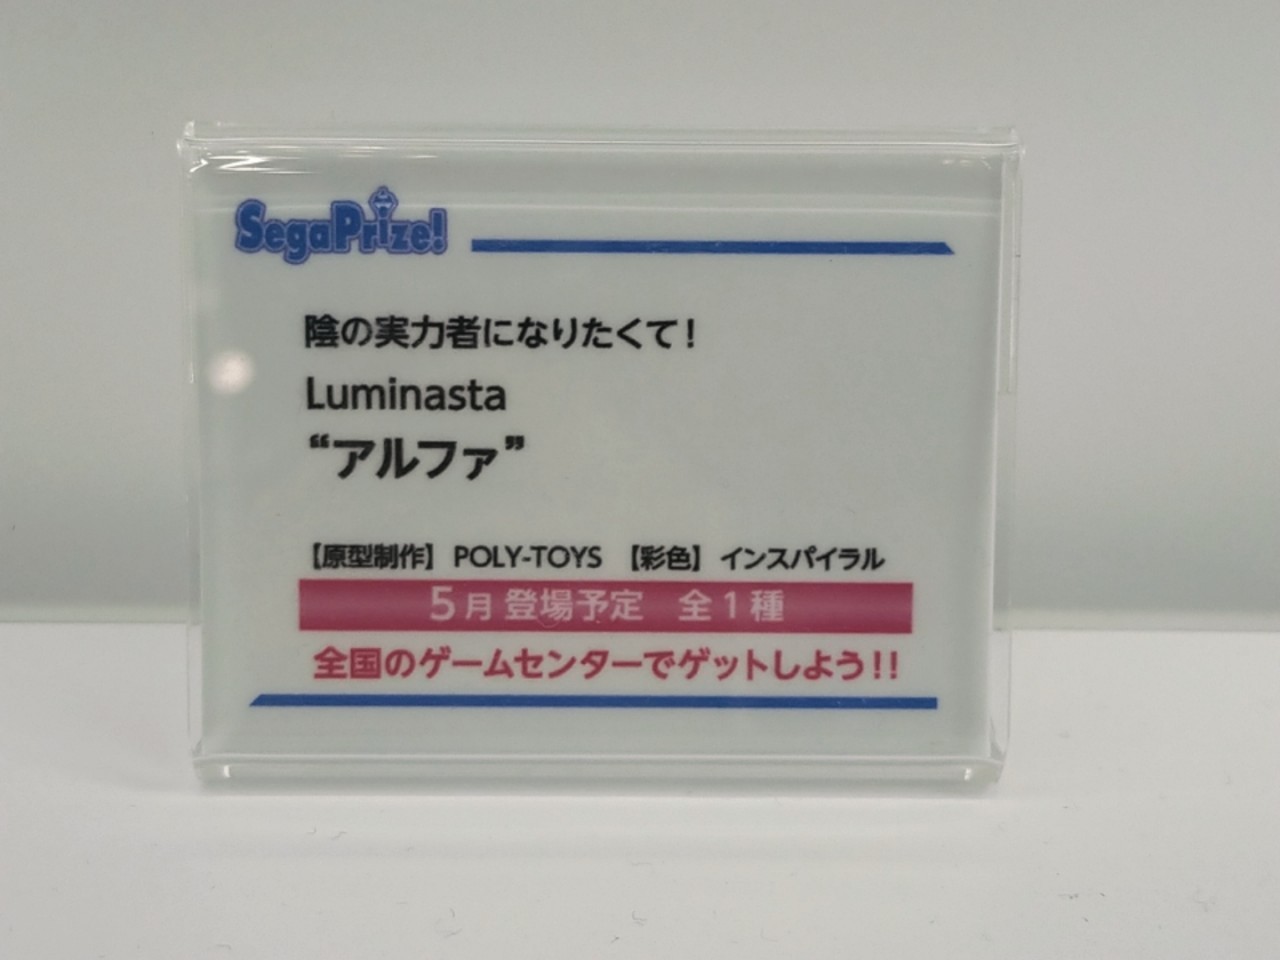 SegaPrize!
陰の実力者になりたくて!
Luminasta
“アルファ”
【原型制作】 POLY-TOYS 【彩色】 インスパイラル
5月登場予定 全1種
全国のゲームセンターでゲットしよう!!